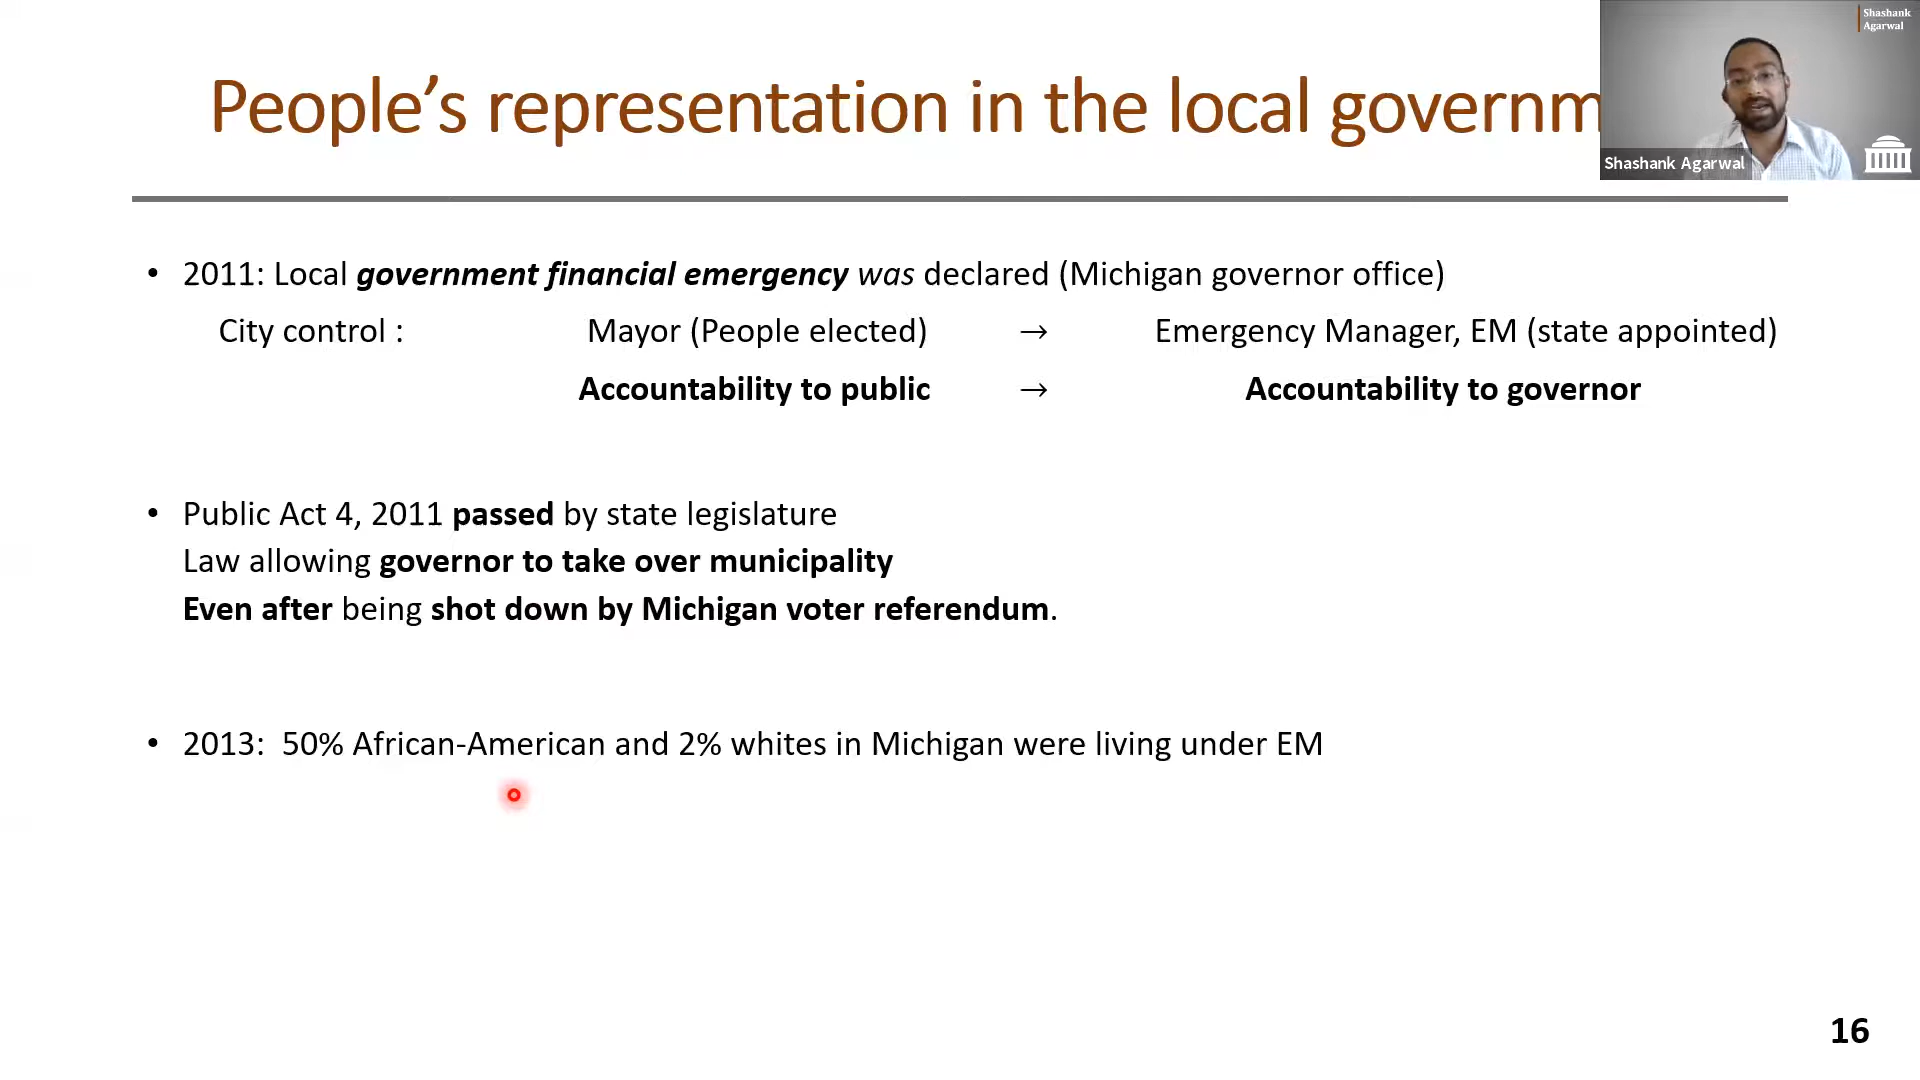 People’s representation in the local governm
Shashank
Agarwal
Shashank Agarwal
• 2011: Local government financial emergency was declared (Michigan governor office)
City control : Mayor (People elected) → Emergency Manager, EM (state appointed)
Accountability to public → Accountability to governor
• Public Act 4, 2011 passed by state legislature
Law allowing governor to take over municipality
Even after being shot down by Michigan voter referendum.
• 2013: 50% African-American and 2% whites in Michigan were living under EM
16